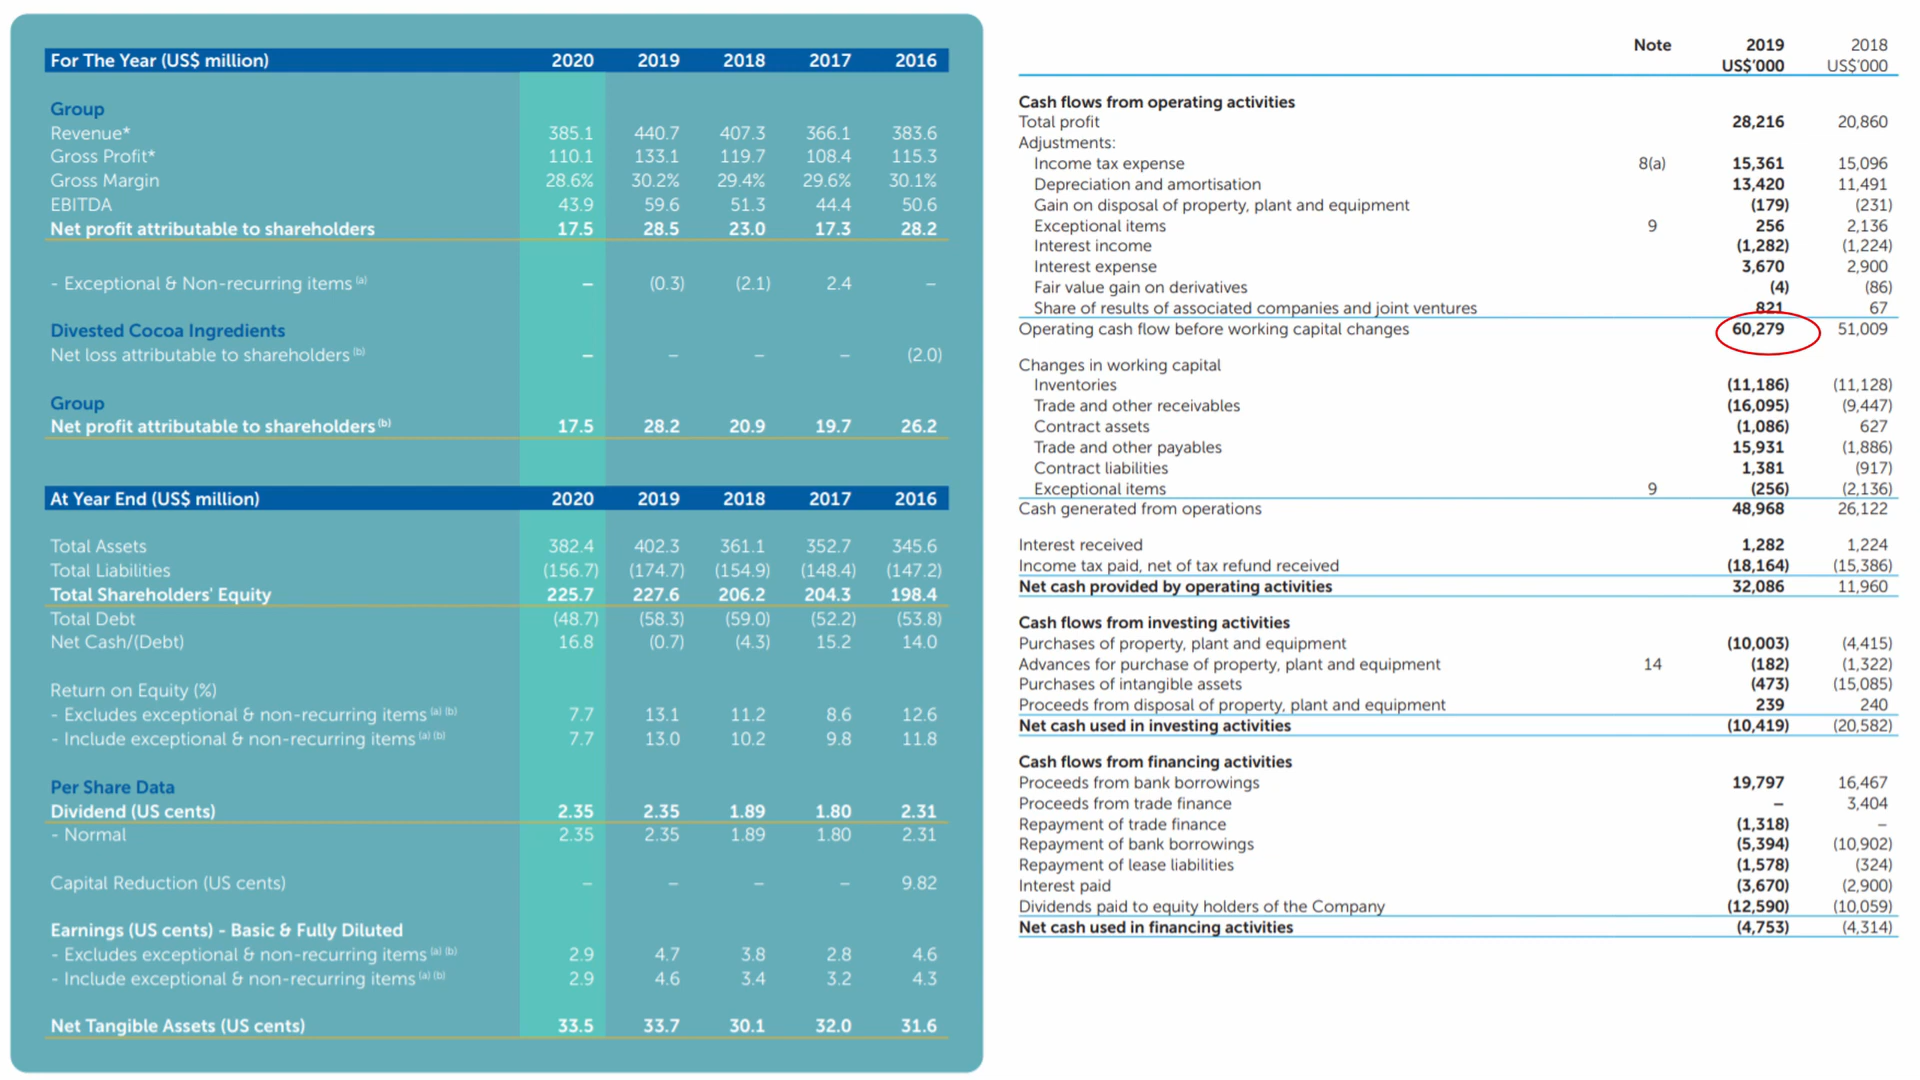 For The Year (US$ million) 2020 2019 2018 2017 2016
Group
Revenue* 385.1 440.7 407.3 366.1 383.6
Gross Profit* 110.1 133.1 119.7 108.4 115.3
Gross Margin 28.6% 30.2% 29.4% 29.6% 30.1%
EBITDA 43.9 59.6 51.3 44.4 50.6
Net profit attributable to shareholders 17.5 28.5 23.0 17.3 28.2
- Exceptional & Non-recurring items (a) – (0.3) (2.1) 2.4 –
Divested Cocoa Ingredients
Net loss attributable to shareholders (b) – – – – (2.0)
Group
Net profit attributable to shareholders (b) 17.5 28.2 20.9 19.7 26.2
At Year End (US$ million) 2020 2019 2018 2017 2016
Total Assets 382.4 402.3 361.1 352.7 345.6
Total Liabilities (156.7) (174.7) (154.9) (148.4) (147.2)
Total Shareholders' Equity 225.7 227.6 206.2 204.3 198.4
Total Debt (48.7) (58.3) (59.0) (52.2) (53.8)
Net Cash/(Debt) 16.8 (0.7) (4.3) 15.2 14.0
Return on Equity (%)
- Excludes exceptional & non-recurring items (a) (b) 7.7 13.1 11.2 8.6 12.6
- Include exceptional & non-recurring items (a) (b) 7.7 13.0 10.2 9.8 11.8
Per Share Data
Dividend (US cents) 2.35 2.35 1.89 1.80 2.31
- Normal 2.35 2.35 1.89 1.80 2.31
Capital Reduction (US cents) – – – – 9.82
Earnings (US cents) - Basic & Fully Diluted
- Excludes exceptional & non-recurring items (a) (b) 2.9 4.7 3.8 2.8 4.6
- Include exceptional & non-recurring items (a) (b) 2.9 4.6 3.4 3.2 4.3
Net Tangible Assets (US cents) 33.5 33.7 30.1 32.0 31.6
Note 2019 2018
US$'000 US$'000
Cash flows from operating activities
Total profit 28,216 20,860
Adjustments:
Income tax expense 8(a) 15,361 15,096
Depreciation and amortisation 13,420 11,491
Gain on disposal of property, plant and equipment (179) (231)
Exceptional items 9 256 2,136
Interest income (1,282) (1,224)
Interest expense 3,670 2,900
Fair value gain on derivatives (4) (86)
Share of results of associated companies and joint ventures 821 67
Operating cash flow before working capital changes 60,279 51,009
Changes in working capital
Inventories (11,186) (11,128)
Trade and other receivables (16,095) (9,447)
Contract assets (1,086) 627
Trade and other payables 15,931 (1,886)
Contract liabilities 1,381 (917)
Exceptional items 9 (256) (2,136)
Cash generated from operations 48,968 26,122
Interest received 1,282 1,224
Income tax paid, net of tax refund received (18,164) (15,386)
Net cash provided by operating activities 32,086 11,960
Cash flows from investing activities
Purchases of property, plant and equipment (10,003) (4,415)
Advances for purchase of property, plant and equipment 14 (182) (1,322)
Purchases of intangible assets (473) (15,085)
Proceeds from disposal of property, plant and equipment 239 240
Net cash used in investing activities (10,419) (20,582)
Cash flows from financing activities
Proceeds from bank borrowings 19,797 16,467
Proceeds from trade finance – 3,404
Repayment of trade finance (1,318) –
Repayment of bank borrowings (5,394) (10,902)
Repayment of lease liabilities (1,578) (324)
Interest paid (3,670) (2,900)
Dividends paid to equity holders of the Company (12,590) (10,059)
Net cash used in financing activities (4,753) (4,314)